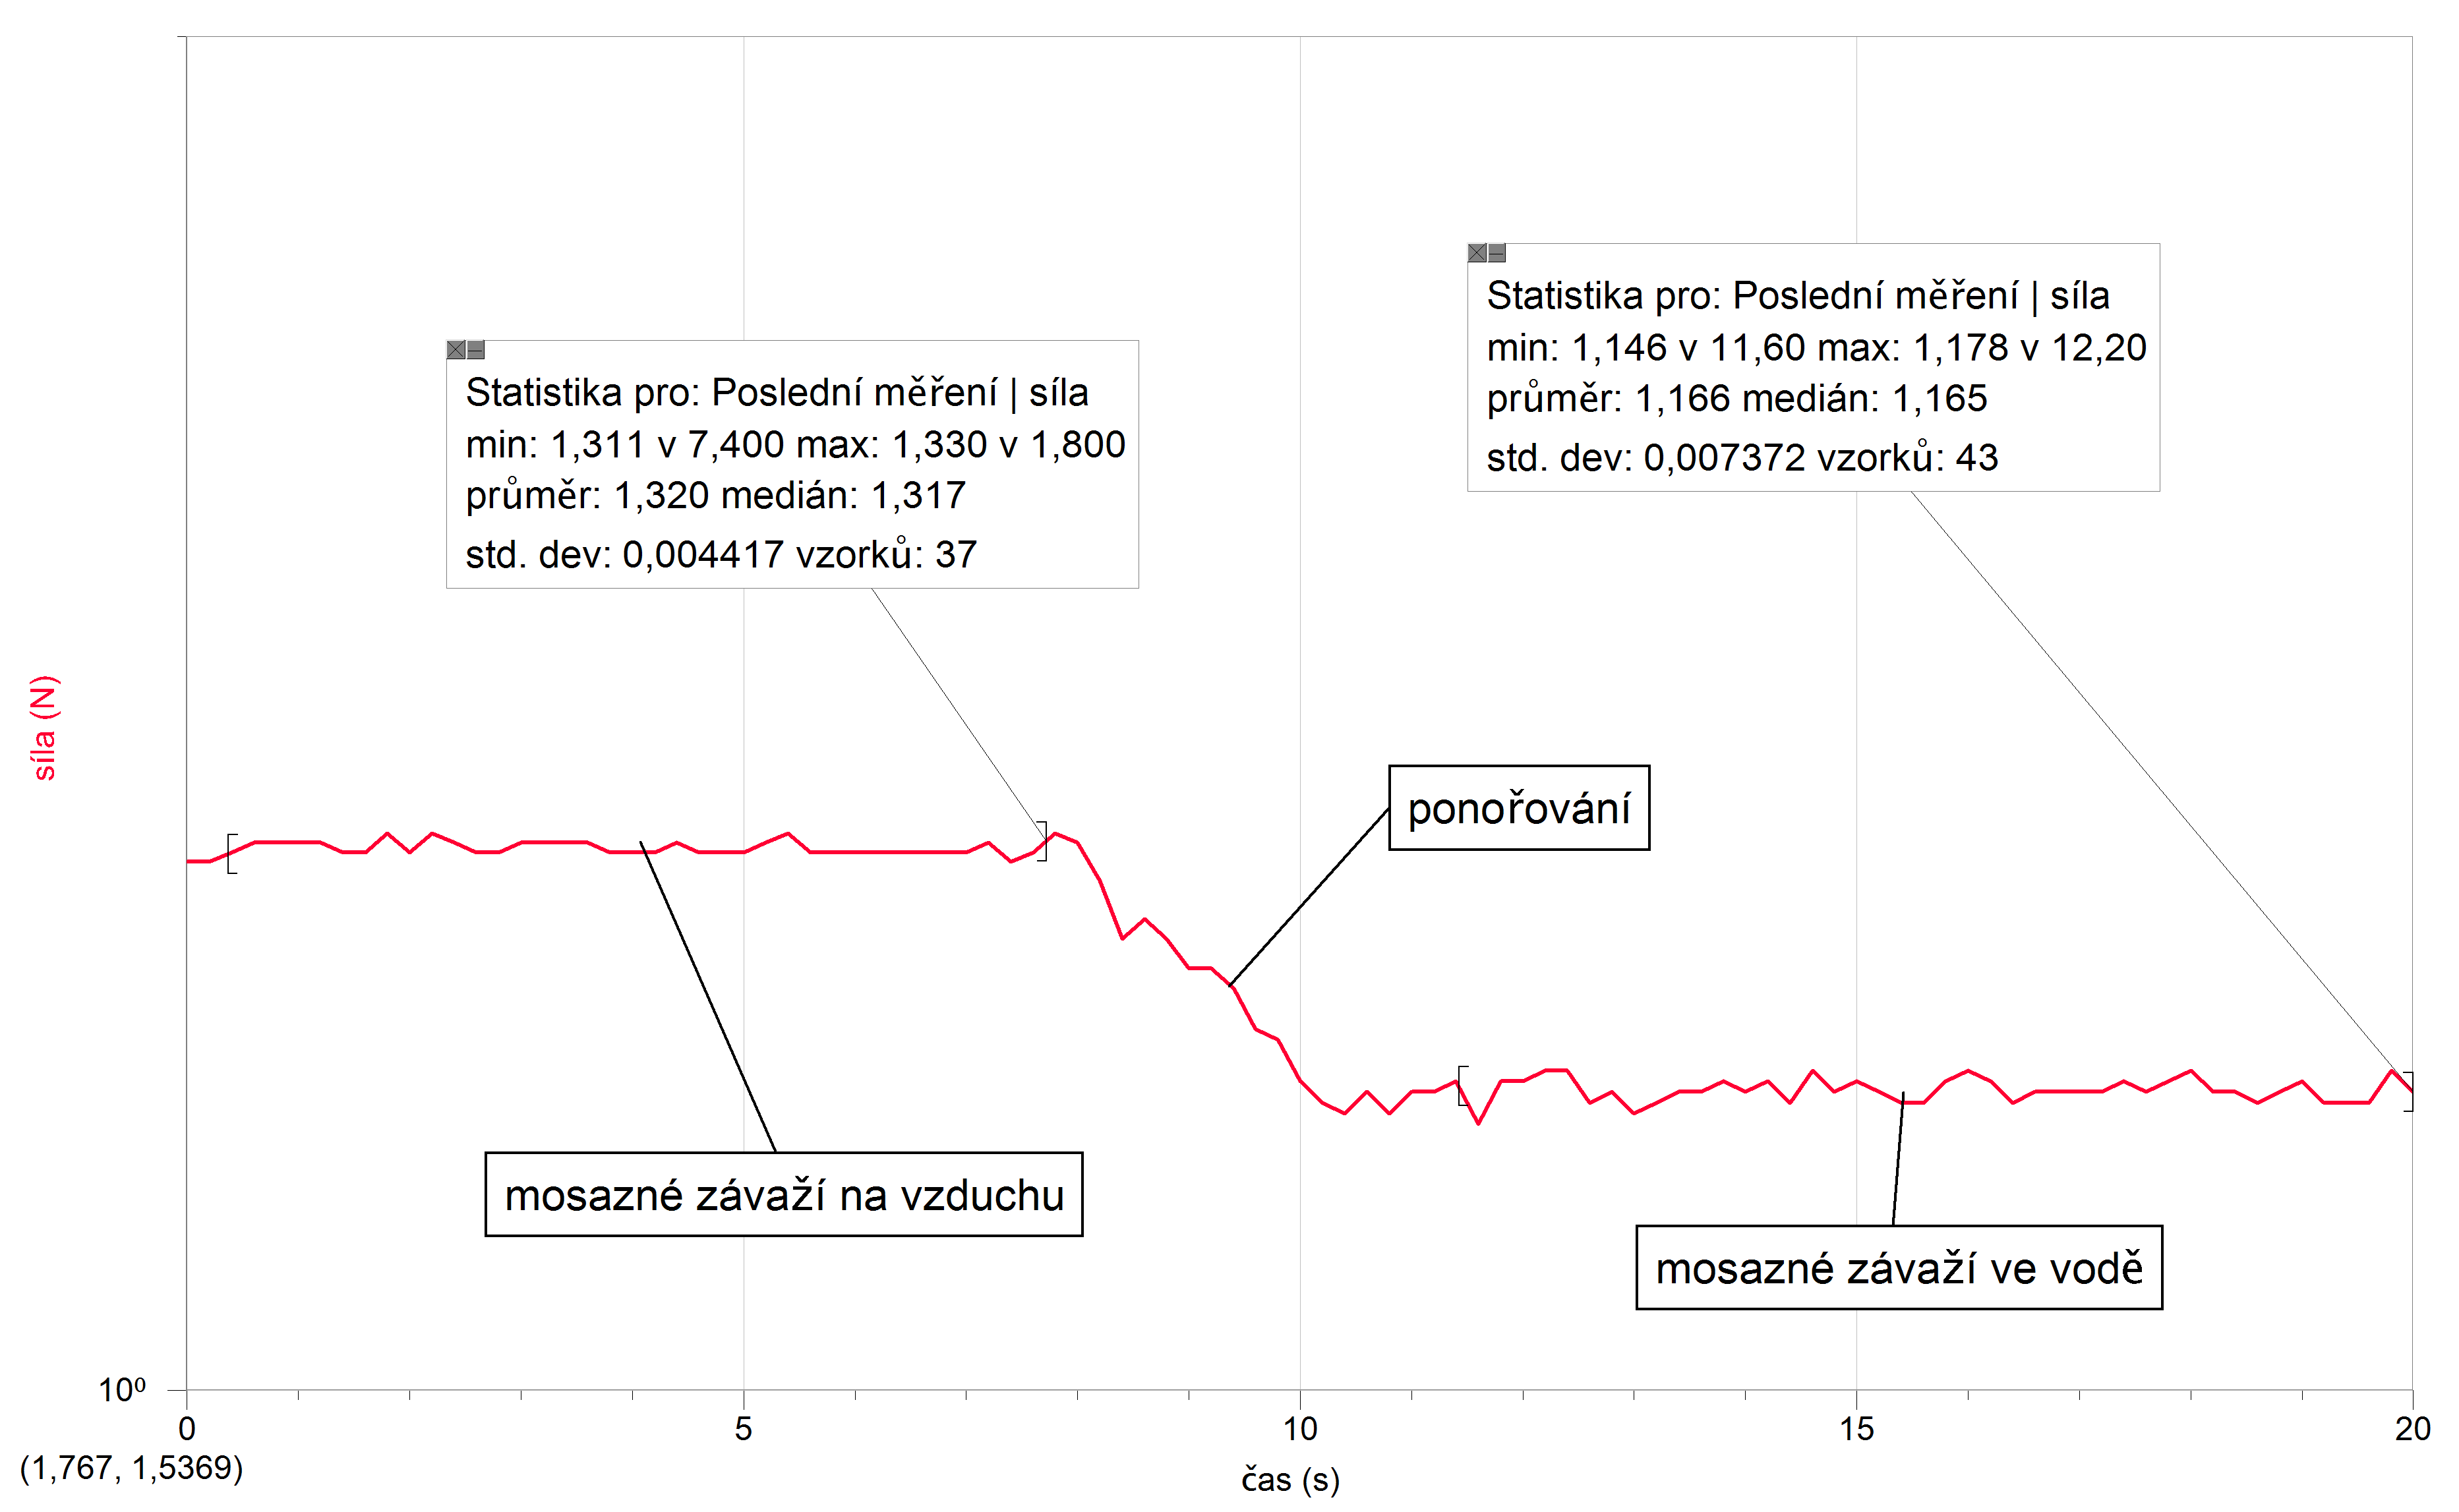 Statistika pro: Poslední měření | síla
min: 1,146 v 11,60 max: 1,178 v 12,20
průměr: 1,166 medián: 1,165
std. dev: 0,007372 vzorků: 43
Statistika pro: Poslední měření | síla
min: 1,311 v 7,400 max: 1,330 v 1,800
průměr: 1,320 medián: 1,317
std. dev: 0,004417 vzorků: 37
síla (N)
ponořování
mosazné závaží na vzduchu
mosazné závaží ve vodě
10⁰
0 5 10 15 20
(1,767, 1,5369)
čas (s)